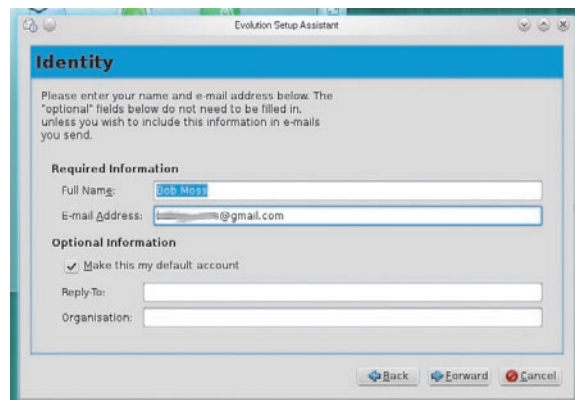 Evolution Setup Assistant
Identity
Please enter your name and e-mail address below. The
"optional" fields below do not need to be filled in,
unless you wish to include this information in e-mails
you send.
Required Information
Full Name: Bob Moss
E-mail Address: @gmail.com
Optional Information
Make this my default account
Reply-To:
Organisation:
Back Forward Cancel